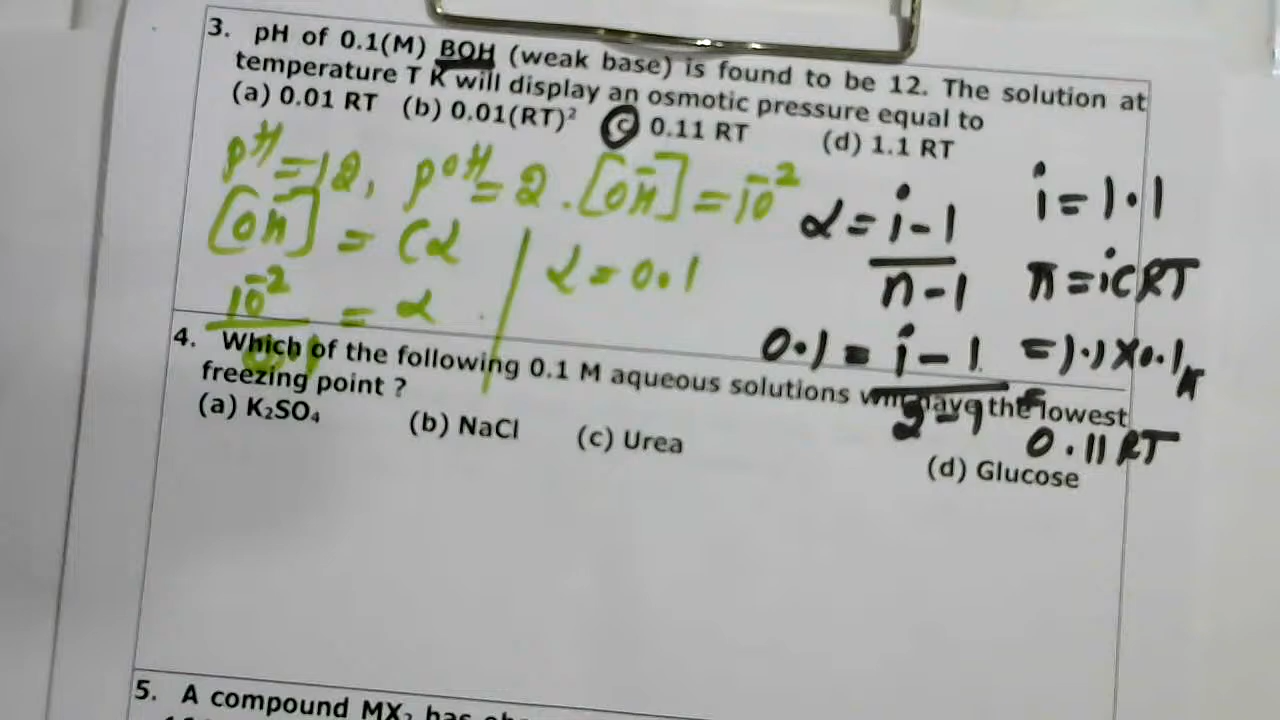 3. pH of 0.1(M) BOH (weak base) is found to be 12. The solution at
temperature T K will display an osmotic pressure equal to
(a) 0.01 RT (b) 0.01(RT)² (c) 0.11 RT (d) 1.1 RT
pH = 12, pOH = 2. [OH⁻] = 10⁻²
[OH⁻] = Cα
10⁻²/0.1 = α
α = 0.1
α = i-1/n-1
0.1 = i-1/2-1
i = 1.1
π = iCRT
= 1.1 × 0.1 ×
0.11 RT
4. Which of the following 0.1 M aqueous solutions will have the lowest
freezing point ?
(a) K₂SO₄ (b) NaCl (c) Urea (d) Glucose
5. A compound MX₂ has